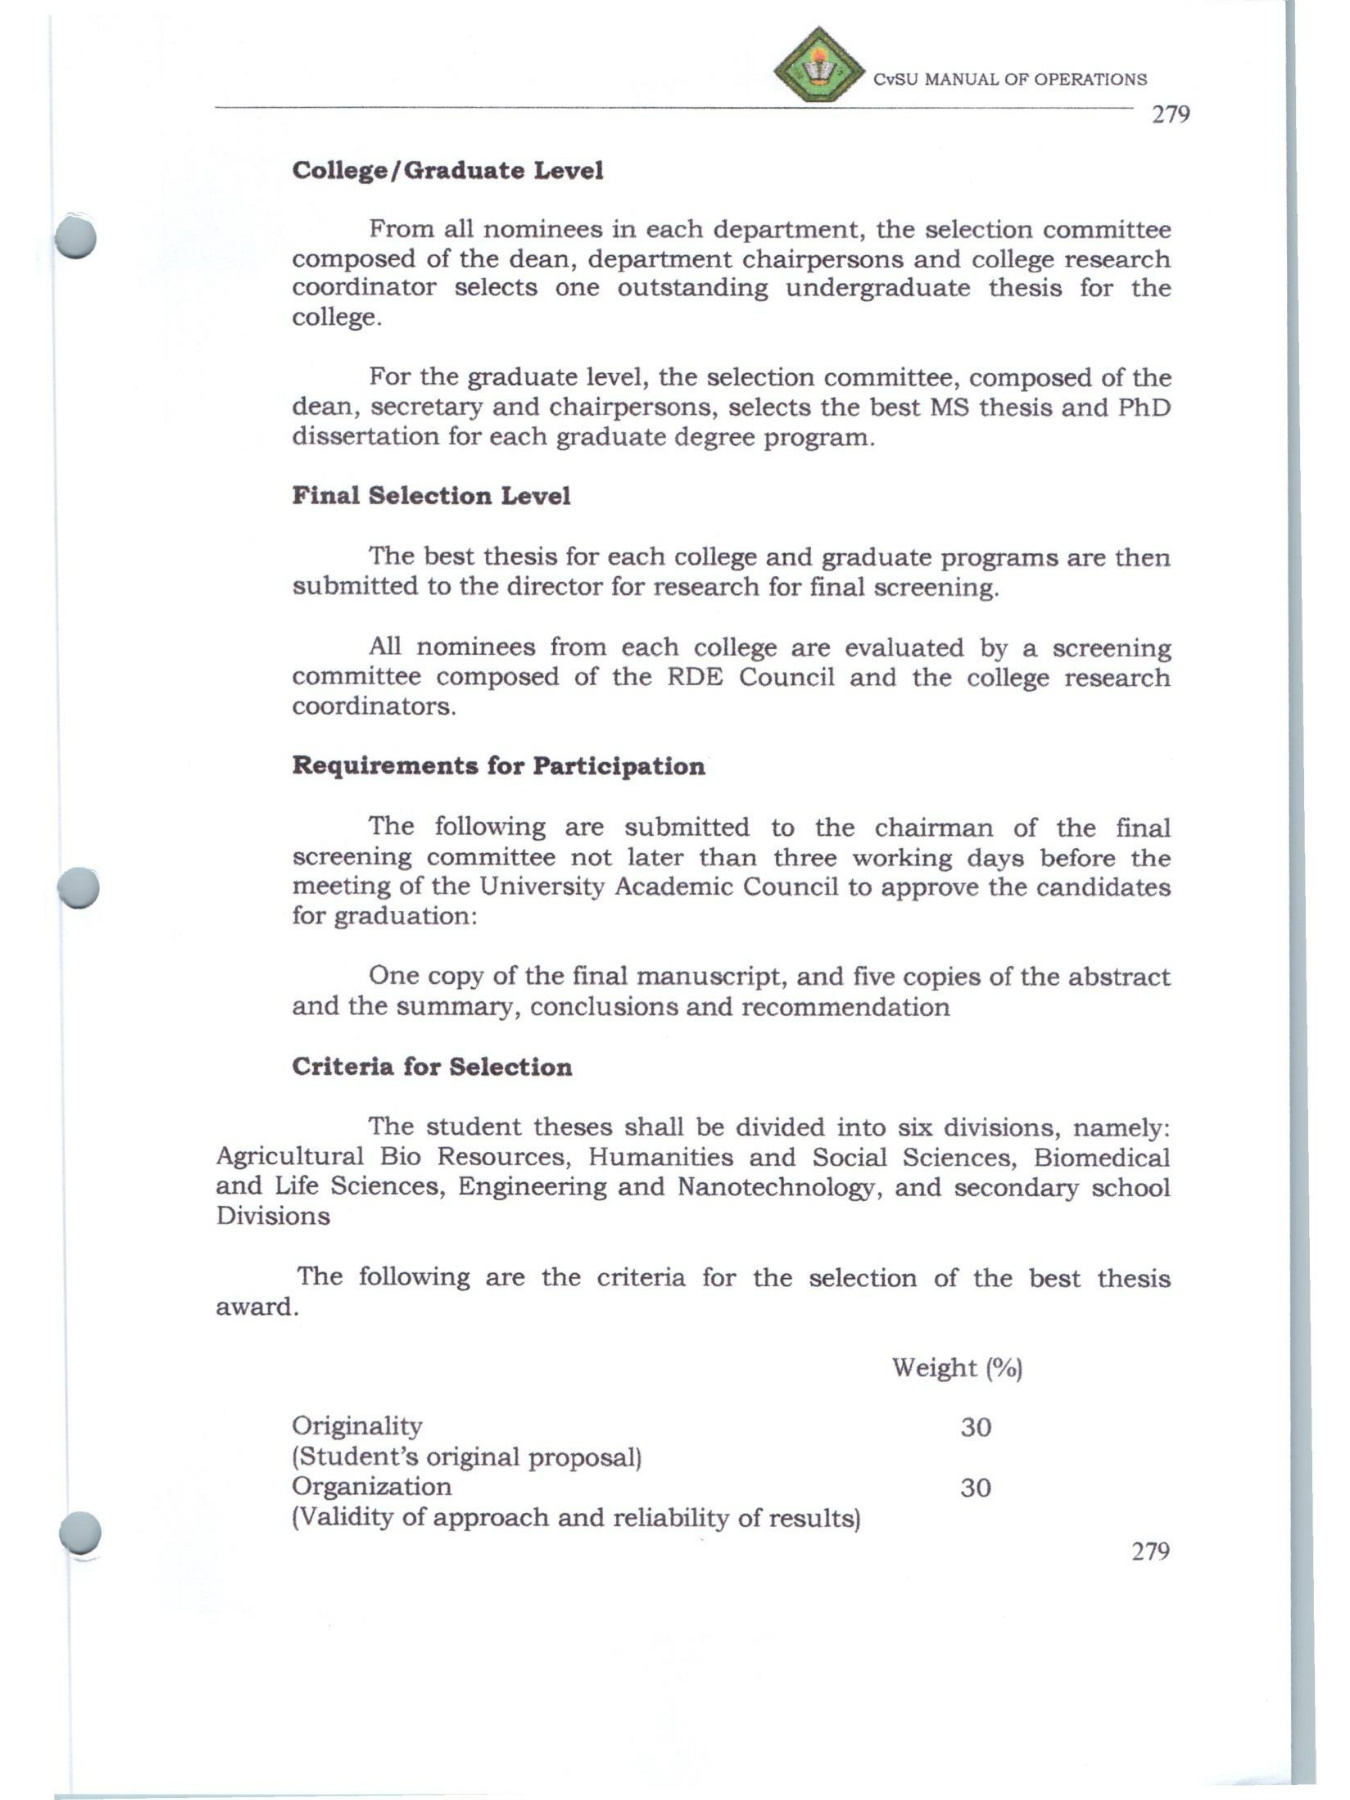 CvSU MANUAL OF OPERATIONS
279
College/Graduate Level
From all nominees in each department, the selection committee
composed of the dean, department chairpersons and college research
coordinator selects one outstanding undergraduate thesis for the
college.
For the graduate level, the selection committee, composed of the
dean, secretary and chairpersons, selects the best MS thesis and PhD
dissertation for each graduate degree program.
Final Selection Level
The best thesis for each college and graduate programs are then
submitted to the director for research for final screening.
All nominees from each college are evaluated by a screening
committee composed of the RDE Council and the college research
coordinators.
Requirements for Participation
The following are submitted to the chairman of the final
screening committee not later than three working days before the
meeting of the University Academic Council to approve the candidates
for graduation:
One copy of the final manuscript, and five copies of the abstract
and the summary, conclusions and recommendation
Criteria for Selection
The student theses shall be divided into six divisions, namely:
Agricultural Bio Resources, Humanities and Social Sciences, Biomedical
and Life Sciences, Engineering and Nanotechnology, and secondary school
Divisions
The following are the criteria for the selection of the best thesis
award.
Weight (%)
Originality 30
(Student's original proposal)
Organization 30
(Validity of approach and reliability of results)
279